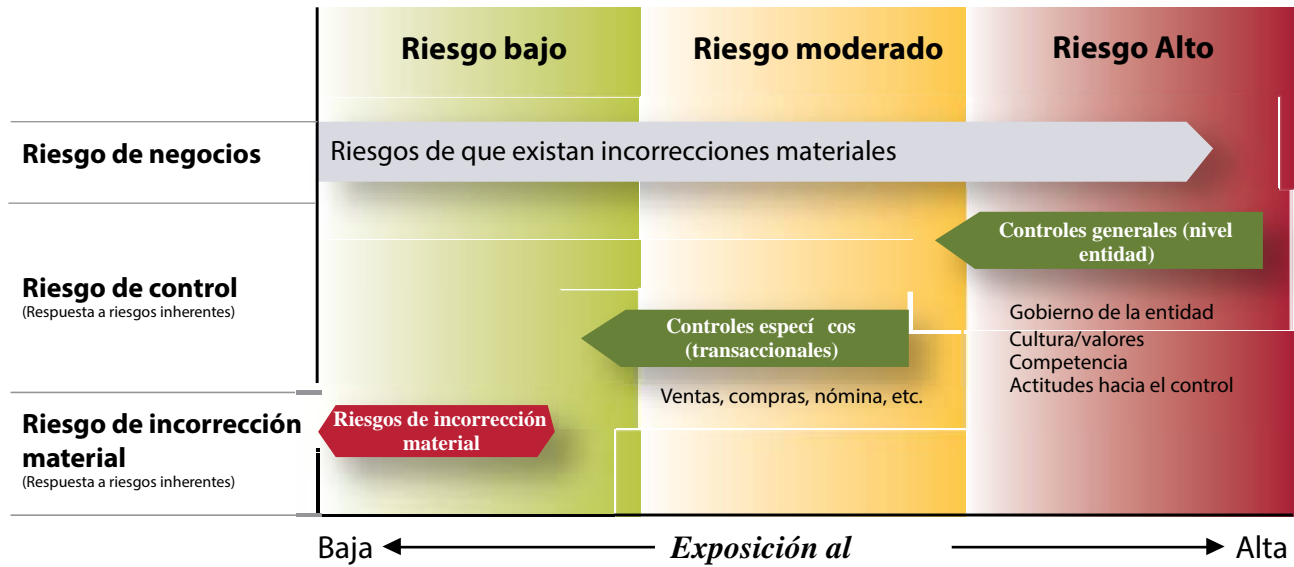 Riesgo bajo
Riesgo moderado
Riesgo Alto
Riesgo de negocios
Riesgos de que existan incorrecciones materiales
Riesgo de control
(Respuesta a riesgos inherentes)
Controles generales (nivel
entidad)
Gobierno de la entidad
Cultura/valores
Competencia
Actitudes hacia el control
Controles especí cos
(transaccionales)
Ventas, compras, nómina, etc.
Riesgo de incorrección
material
(Respuesta a riesgos inherentes)
Riesgos de incorrección
material
Baja
Exposición al
Alta